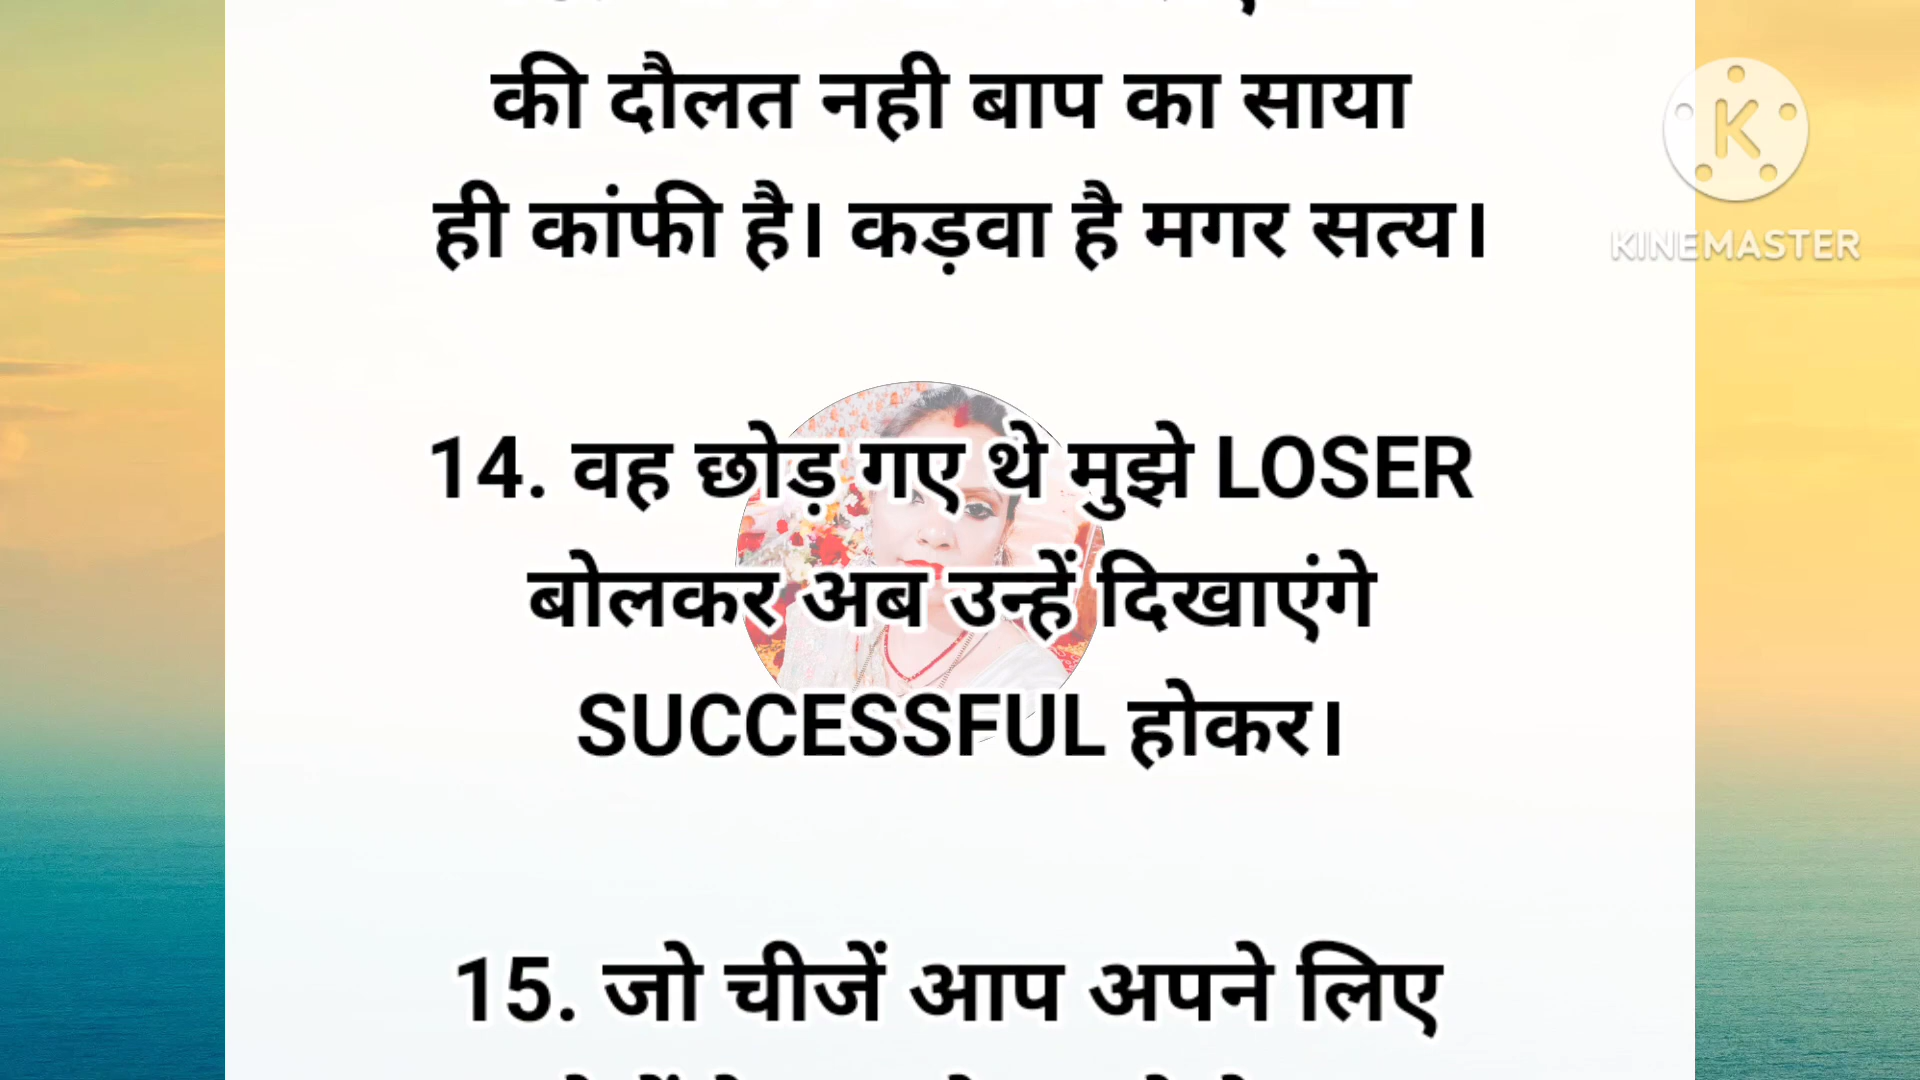 की दौलत नही बाप का साया
ही कांफी है। कड़वा है मगर सत्य।
K
KINEMASTER
14. वह छोड़ गए थे मुझे LOSER
बोलकर अब उन्हें दिखाएंगे
SUCCESSFUL होकर।
15. जो चीजें आप अपने लिए